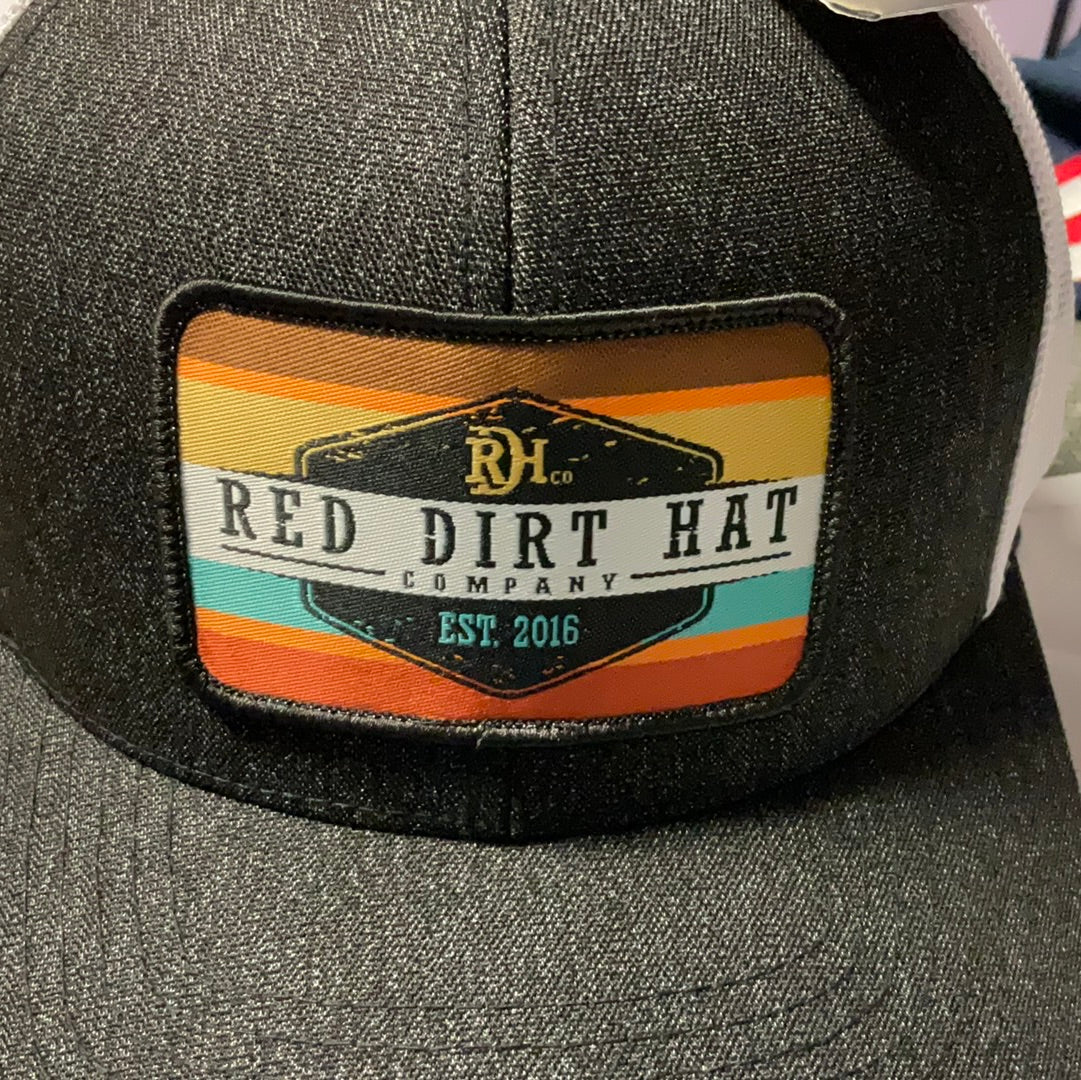 RDH CO
RED DIRT HAT
COMPANY
EST. 2016